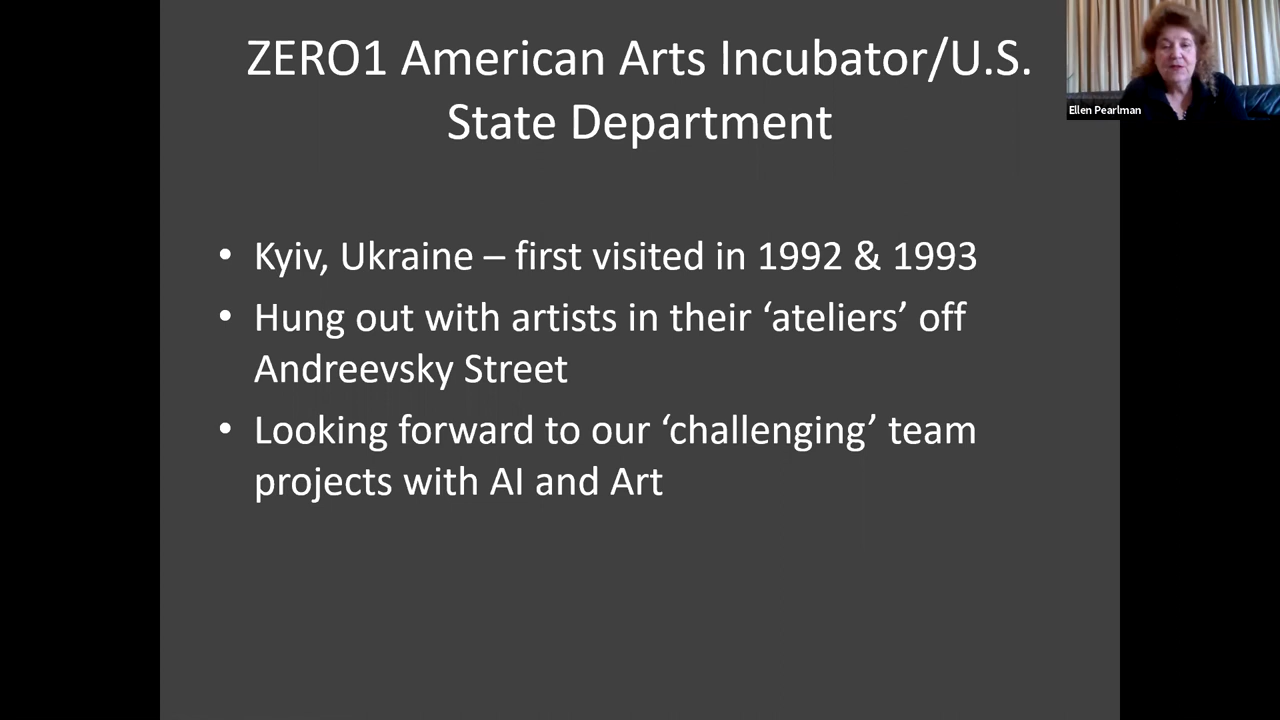 ZERO1 American Arts Incubator/U.S.
State Department
Ellen Pearlman
• Kyiv, Ukraine – first visited in 1992 & 1993
• Hung out with artists in their ‘ateliers’ off
Andreevsky Street
• Looking forward to our ‘challenging’ team
projects with AI and Art